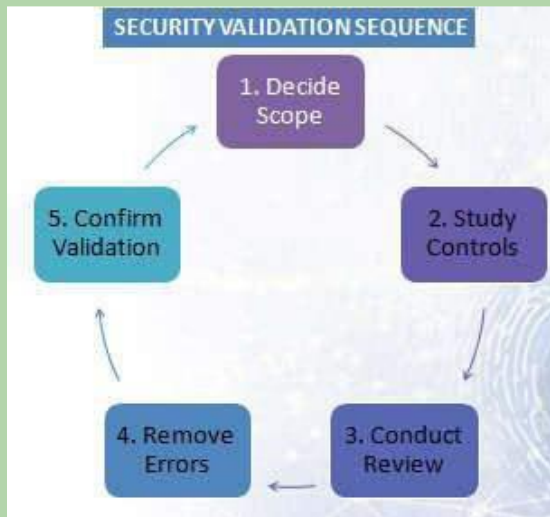 SECURITY VALIDATION SEQUENCE
1. Decide
Scope
2. Study
Controls
3. Conduct
Review
4. Remove
Errors
5. Confirm
Validation